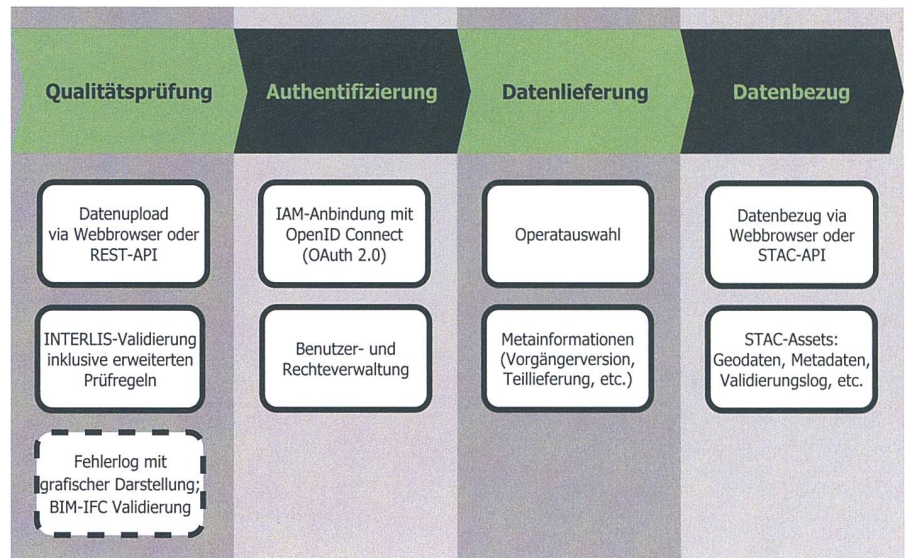 Qualitätsprüfung
Authentifizierung
Datenlieferung
Datenbezug
Datenupload
via Webbrowser oder
REST-API
IAM-Anbindung mit
OpenID Connect
(OAuth 2.0)
Operatauswahl
Datenbezug via
Webbrowser oder
STAC-API
INTERLIS-Validierung
inklusive erweiterten
Prüfregeln
Benutzer- und
Rechteverwaltung
Metainformationen
(Vorgängerversion,
Teillieferung, etc.)
STAC-Assets:
Geodaten, Metadaten,
Validierungslog, etc.
Fehlerlog mit
grafischer Darstellung;
BIM-IFC Validierung